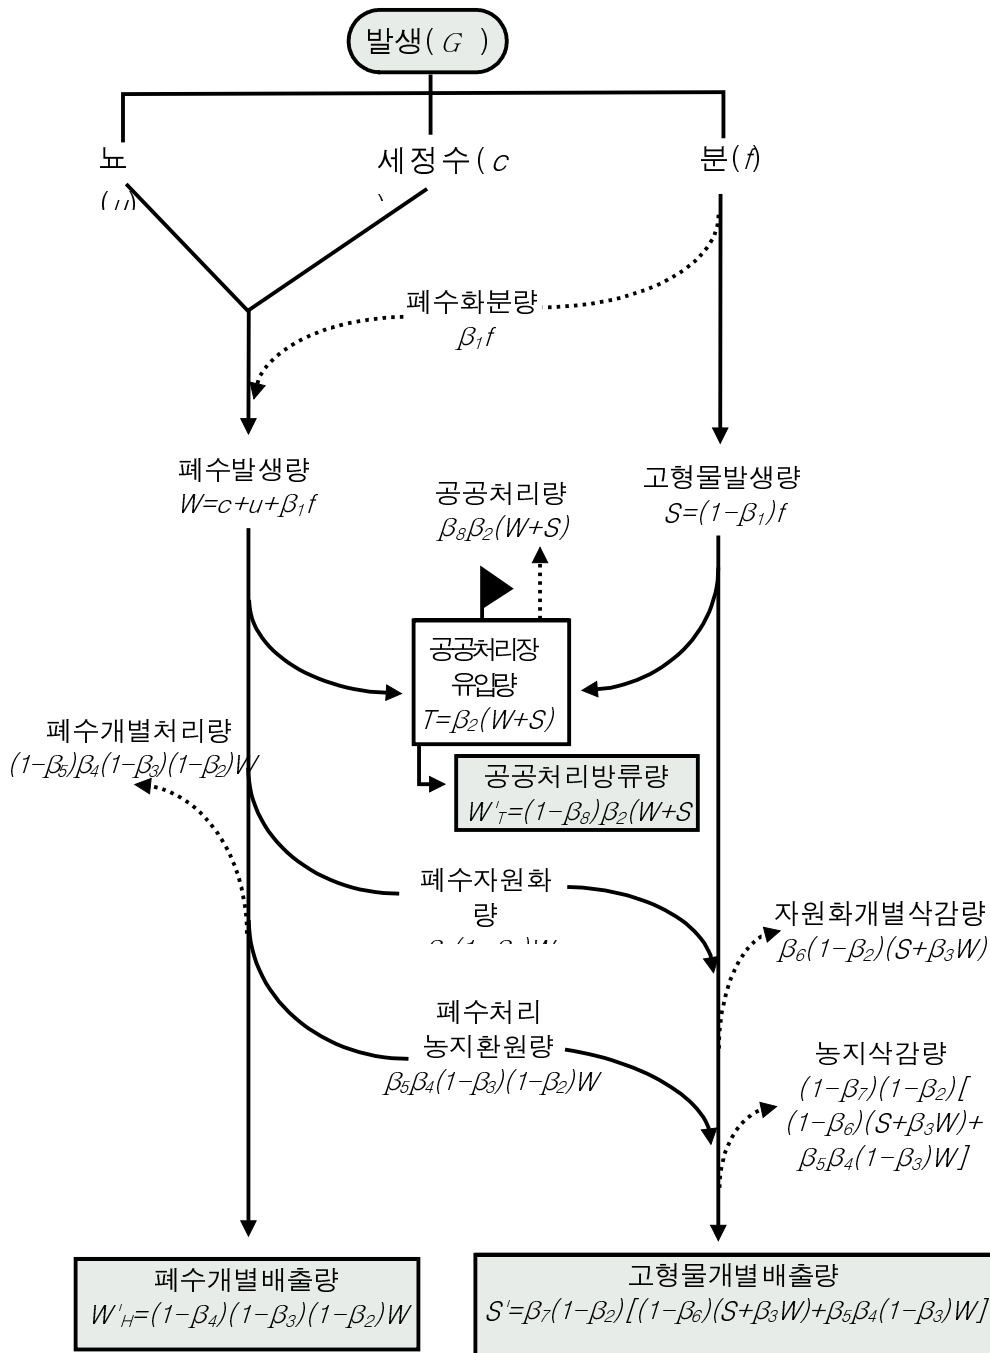 발생(G )
뇨
세정수(c
분(f)
폐수화분량
β₁f
폐수발생량
W=c+u+β₁f
고형물발생량
S=(1-β₁)f
공공처리량
β₈β₂(W+S)
공공처리장
유입량
T=β₂(W+S)
폐수개별처리량
(1-β₅)β₄(1-β₃)(1-β₂)W
공공처리방류량
W'_T=(1-β₈)β₂(W+S
폐수자원화
량
자원화개별삭감량
β₆(1-β₂)(S+β₃W)
폐수처리
농지환원량
β₅β₄(1-β₃)(1-β₂)W
농지삭감량
(1-β₇)(1-β₂)[
(1-β₆)(S+β₃W)+
β₅β₄(1-β₃)W]
폐수개별배출량
W'_H=(1-β₄)(1-β₃)(1-β₂)W
고형물개별배출량
S'=β₇(1-β₂)[(1-β₆)(S+β₃W)+β₅β₄(1-β₃)W]